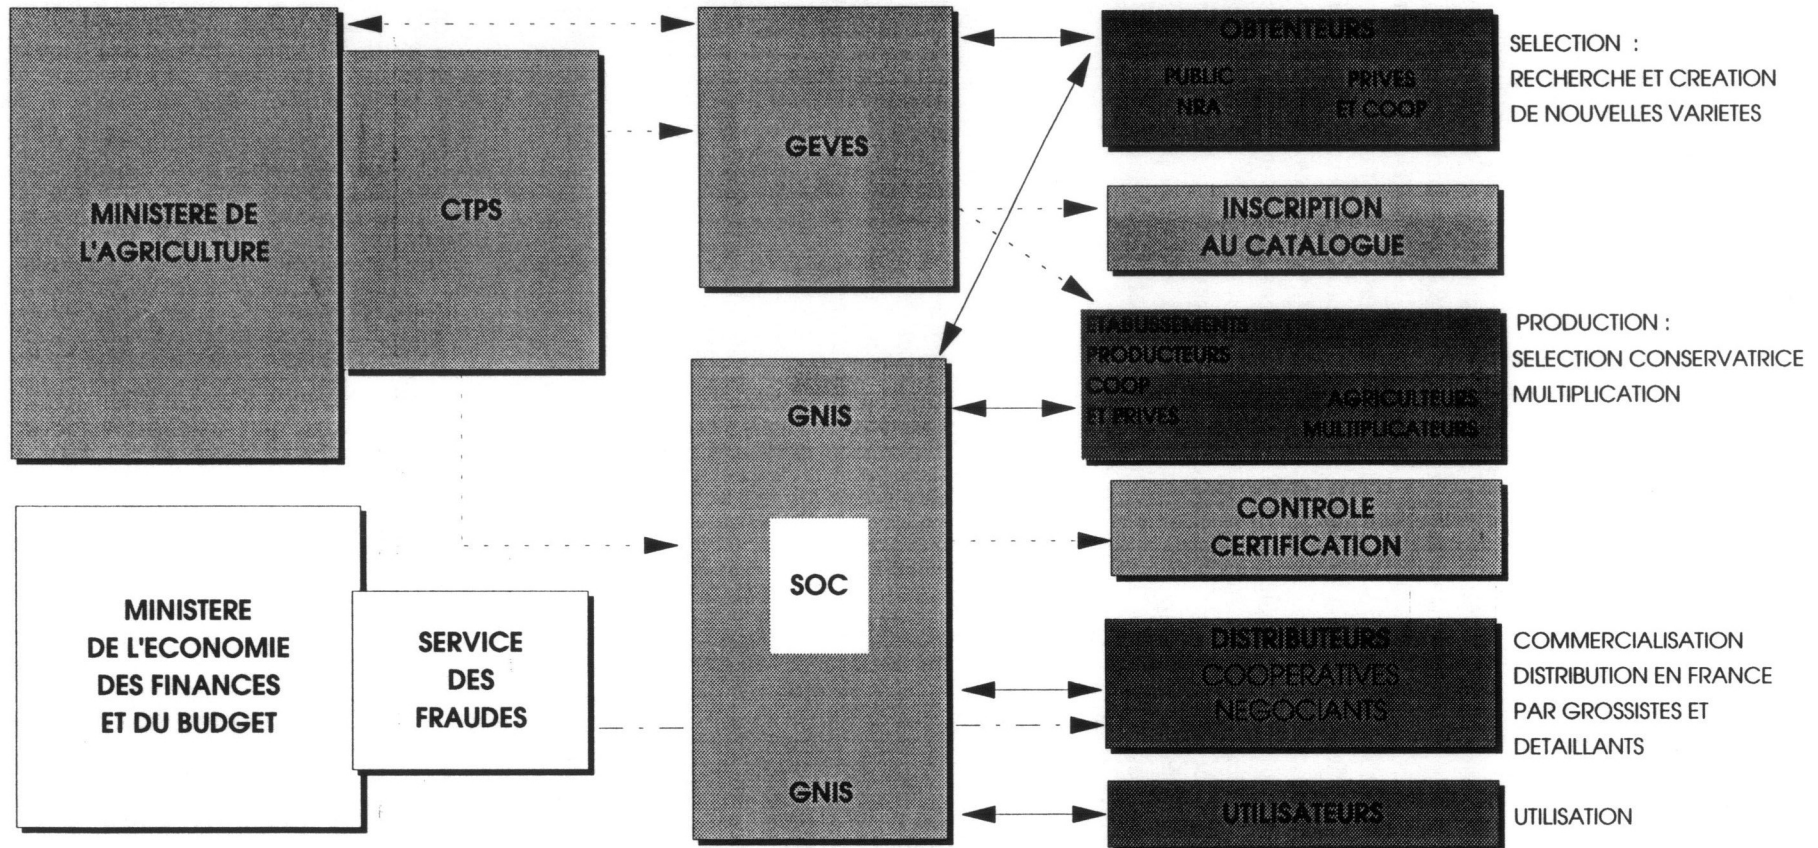 MINISTERE DE
L'AGRICULTURE
CTPS
GEVES
OBTENTEURS
PUBLIC
NRA
PRIVES
ET COOP
SELECTION :
RECHERCHE ET CREATION
DE NOUVELLES VARIETES
INSCRIPTION
AU CATALOGUE
ETABLISSEMENTS
PRODUCTEURS
COOP
ET PRIVES
AGRICULTEURS
MULTIPLICATEURS
PRODUCTION :
SELECTION CONSERVATRICE
MULTIPLICATION
GNIS
SOC
GNIS
CONTROLE
CERTIFICATION
MINISTERE
DE L'ECONOMIE
DES FINANCES
ET DU BUDGET
SERVICE
DES
FRAUDES
DISTRIBUTEURS
COOPERATIVES
NEGOCIANTS
COMMERCIALISATION
DISTRIBUTION EN FRANCE
PAR GROSSISTES ET
DETAILLANTS
UTILISATEURS
UTILISATION